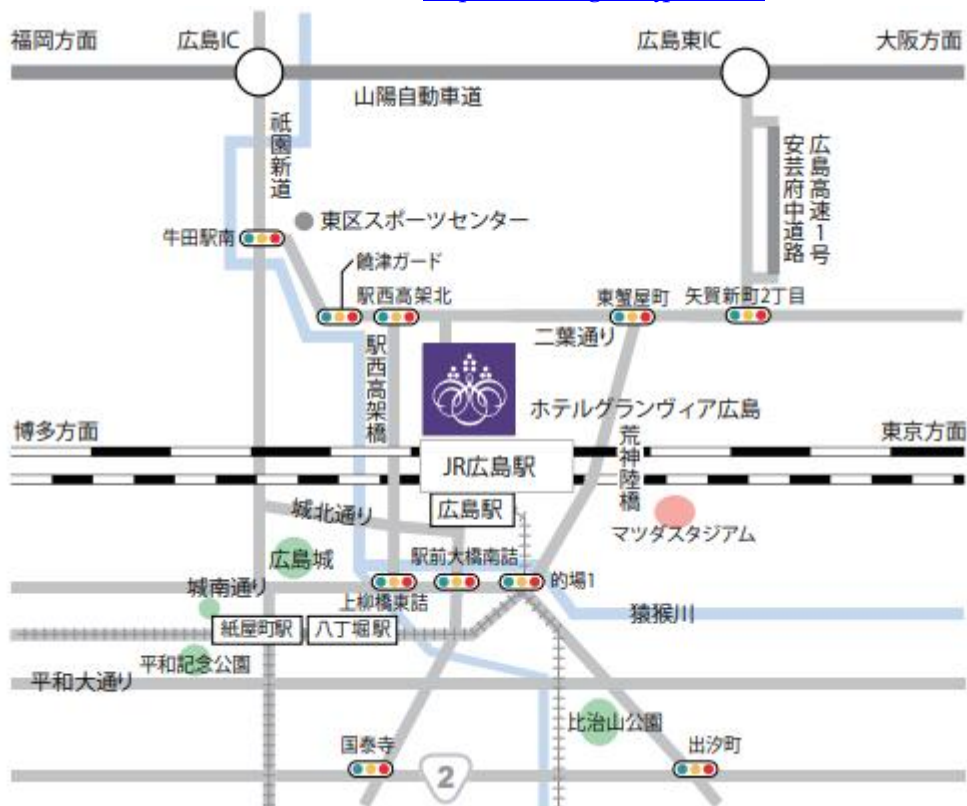 福岡方面
広島IC
広島東IC
大阪方面
山陽自動車道
祇園新道
広島高速1号
安芸府中道路
東区スポーツセンター
牛田駅南
饒津ガード
駅西高架北
東蟹屋町
矢賀新町2丁目
二葉通り
駅西高架橋
ホテルグランヴィア広島
博多方面
荒神陸橋
東京方面
JR広島駅
城北通り
広島駅
マツダスタジアム
広島城
駅前大橋南詰
的場1
城南通り
上柳橋東詰
猿猴川
紙屋町駅
八丁堀駅
平和記念公園
平和大通り
比治山公園
国泰寺
出汐町
2